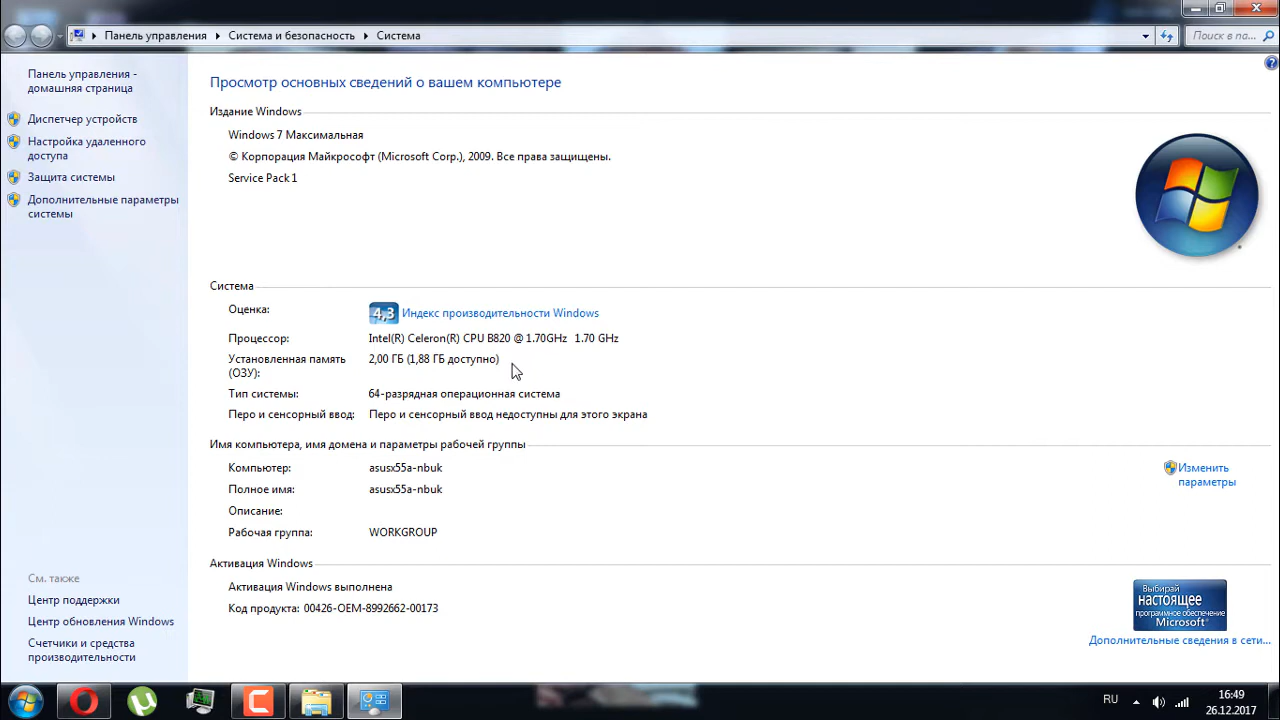 Панель управления
Система и безопасность
Система
Поиск в па...
Панель управления -
домашняя страница
Диспетчер устройств
Настройка удаленного
доступа
Защита системы
Дополнительные параметры
системы
Просмотр основных сведений о вашем компьютере
Издание Windows
Windows 7 Максимальная
© Корпорация Майкрософт (Microsoft Corp.), 2009. Все права защищены.
Service Pack 1
Система
Оценка:
4,3 Индекс производительности Windows
Процессор: Intel(R) Celeron(R) CPU B820 @ 1.70GHz 1.70 GHz
Установленная память 2,00 ГБ (1,88 ГБ доступно)
(ОЗУ):
Тип системы: 64-разрядная операционная система
Перо и сенсорный ввод: Перо и сенсорный ввод недоступны для этого экрана
Имя компьютера, имя домена и параметры рабочей группы
Компьютер: asusx55a-nbuk
Изменить
параметры
Полное имя: asusx55a-nbuk
Описание:
Рабочая группа: WORKGROUP
Активация Windows
Активация Windows выполнена
Код продукта: 00426-OEM-8992662-00173
Выбирай
настоящее
программное обеспечение
Microsoft
Дополнительные сведения в сети...
См. также
Центр поддержки
Центр обновления Windows
Счетчики и средства
производительности
RU
16:49
26.12.2017